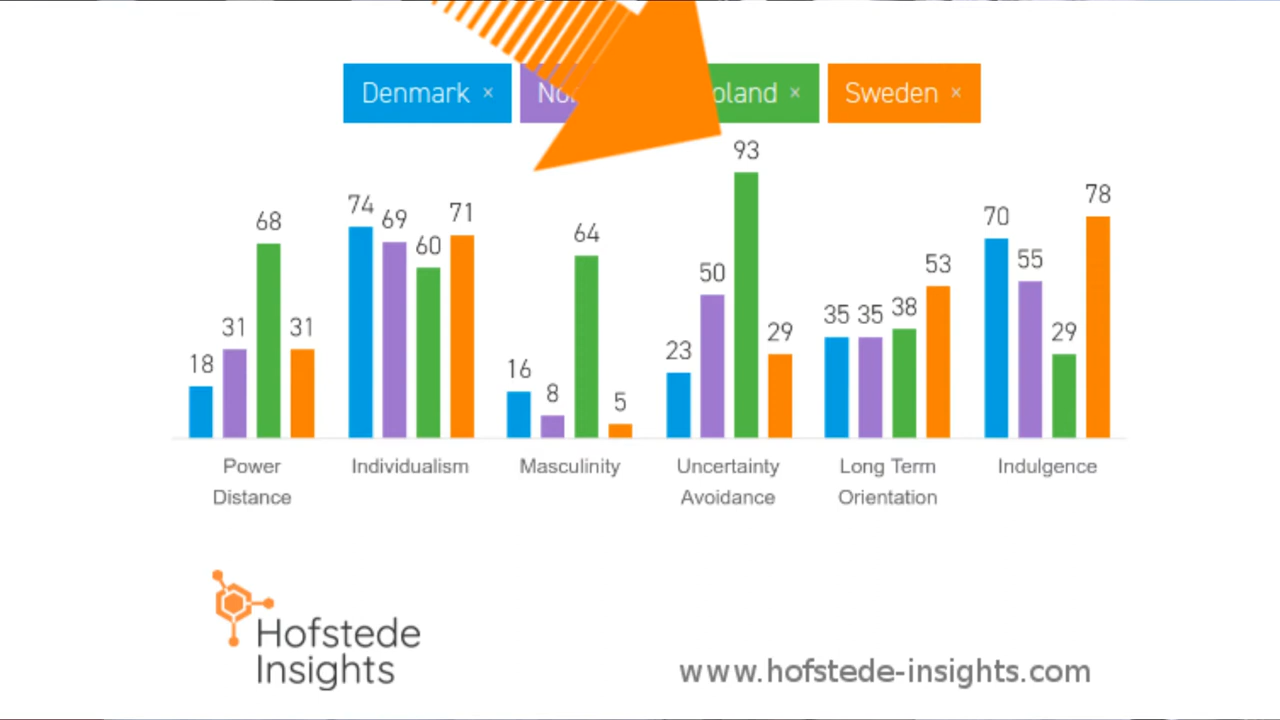 Denmark × oland × Sweden ×
93
74 69 60 71 78
68 64 70
50 53 55
31 31 35 35 38
18 16 8 5 23 29 29
Power Individualism Masculinity Uncertainty Long Term Indulgence
Distance Avoidance Orientation
Hofstede
Insights
www.hofstede-insights.com